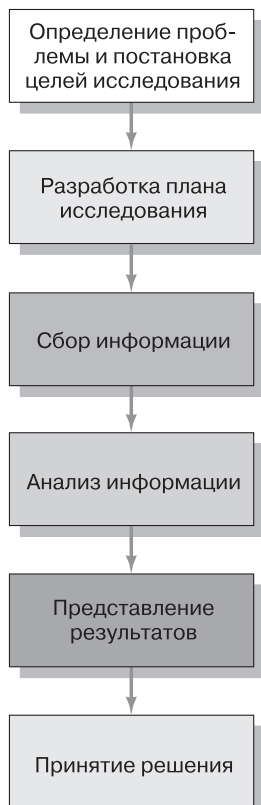 Определение проб-
лемы и постановка
целей исследования
Разработка плана
исследования
Сбор информации
Анализ информации
Представление
результатов
Принятие решения